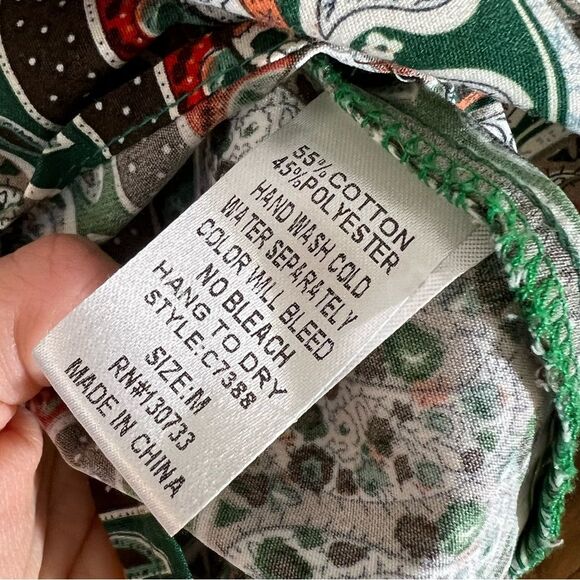 55% COTTON
45% POLYESTER
HAND WASH COLD
WATER SEPARATELY
COLOR WILL BLEED
NO BLEACH
HANG TO DRY
STYLE:C7388
SIZE:M
RN#130733
MADE IN CHINA